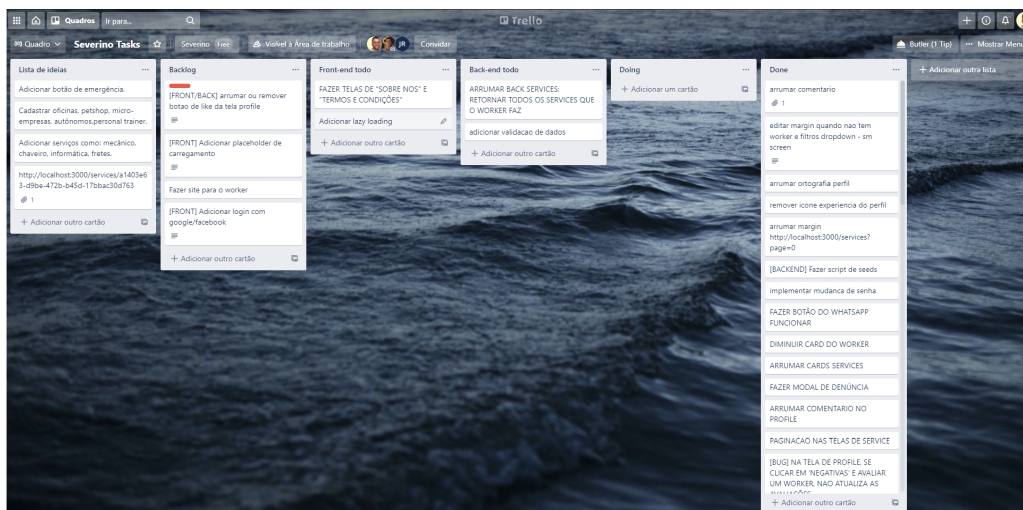 Quadros
Ir para...
Trello
Quadro
Severino Tasks
Severino Free
Visível à Área de trabalho
JR
Convidar
Butler (1 Tip)
Mostrar Menu
Lista de ideias
Adicionar botão de emergência.
Cadastrar oficinas, petshop, micro-
empresas, autônomos,personal trainer.
Adicionar serviços como: mecânico,
chaveiro, informática, fretes.
http://localhost:3000/services/a1403e6
3-d9be-472b-b45d-17bbac30d763
1
+ Adicionar outro cartão
Backlog
[FRONT/BACK] arrumar ou remover
botao de like da tela profile
[FRONT] Adicionar placeholder de
carregamento
Fazer site para o worker
[FRONT] Adicionar login com
google/facebook
+ Adicionar outro cartão
Front-end todo
FAZER TELAS DE "SOBRE NOS" E
"TERMOS E CONDIÇÕES"
Adicionar lazy loading
+ Adicionar outro cartão
Back-end todo
ARRUMAR BACK SERVICES:
RETORNAR TODOS OS SERVICES QUE
O WORKER FAZ
adicionar validacao de dados
+ Adicionar outro cartão
Doing
+ Adicionar um cartão
Done
arrumar comentario
1
editar margin quando nao tem
worker e filtros dropdown - sm
screen
arrumar ortografia perfil
remover icone experiencia do perfil
arrumar margin
http://localhost:3000/services?
page=0
[BACKEND] Fazer script de seeds
implementar mudanca de senha
FAZER BOTÃO DO WHATSAPP
FUNCIONAR
DIMINUIR CARD DO WORKER
ARRUMAR CARDS SERVICES
FAZER MODAL DE DENÚNCIA
ARRUMAR COMENTARIO NO
PROFILE
PAGINACAO NAS TELAS DE SERVICE
[BUG] NA TELA DE PROFILE, SE
CLICAR EM 'NEGATIVAS' E AVALIAR
UM WORKER, NAO ATUALIZA AS
+ Adicionar outro cartão
+ Adicionar outra lista